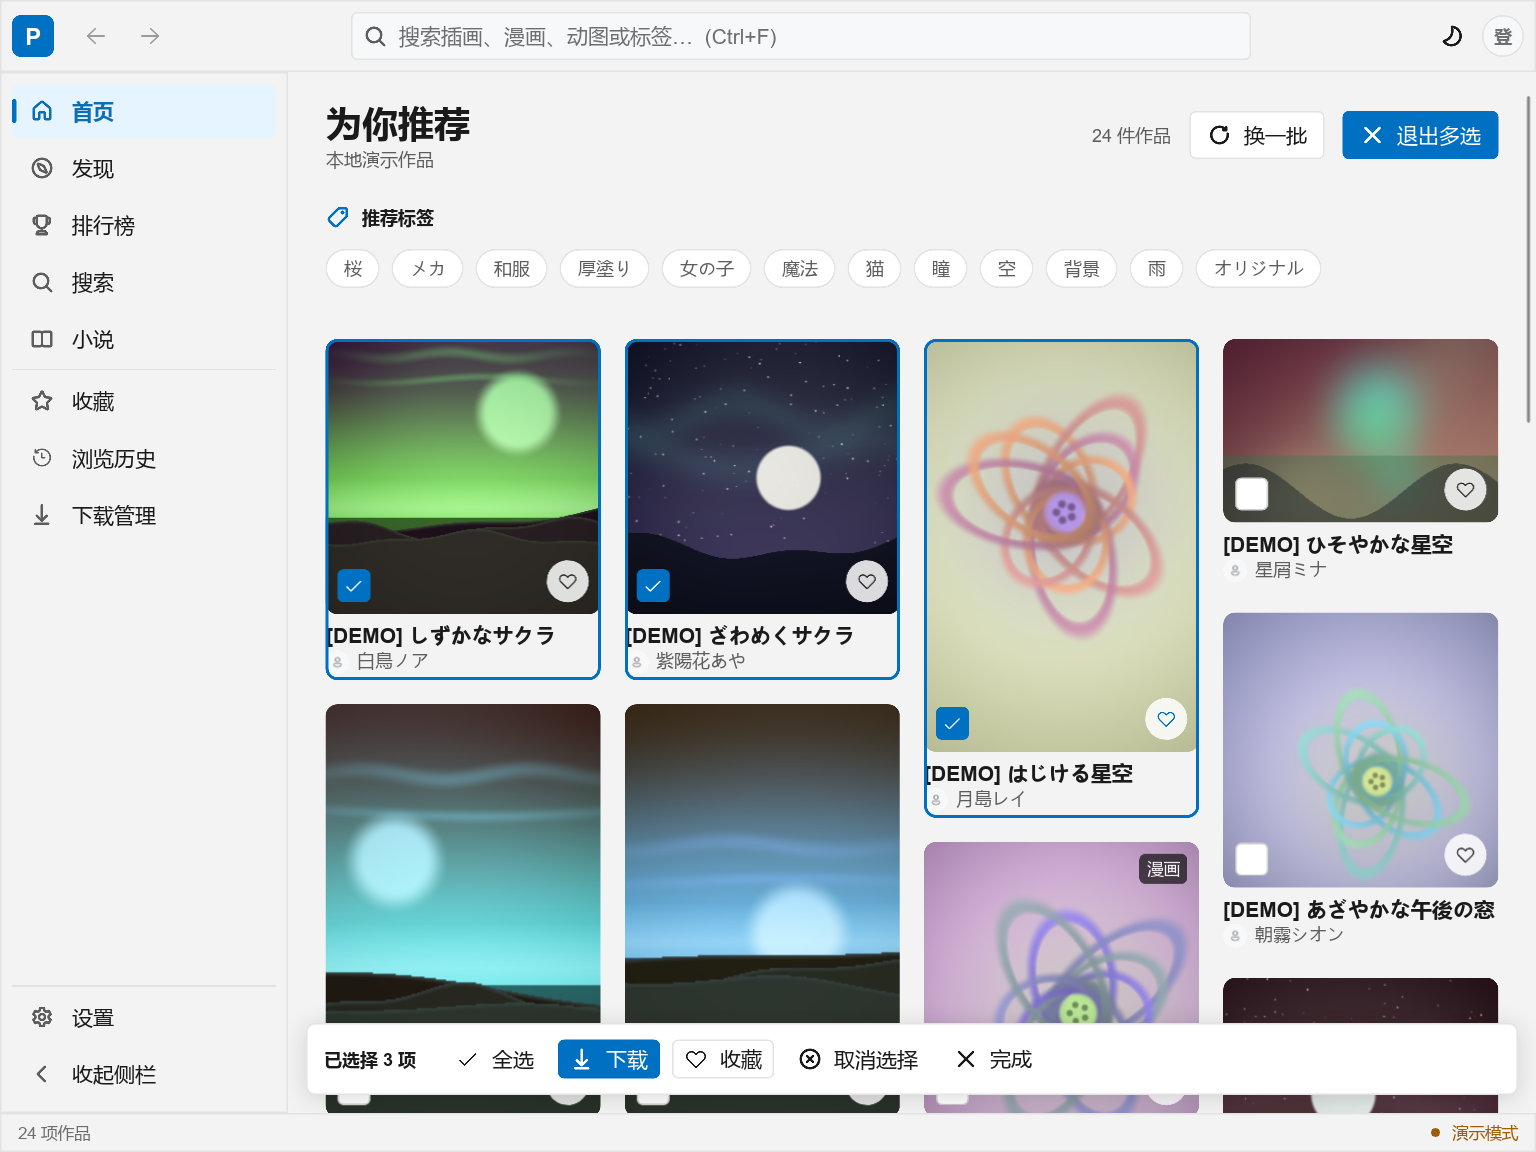 P
搜索插画、漫画、动图或标签… (Ctrl+F)
登
首页
发现
排行榜
搜索
小说
收藏
浏览历史
下载管理
设置
收起侧栏
为你推荐
本地演示作品
24 件作品
换一批
退出多选
推荐标签
桜
メカ
和服
厚塗り
女の子
魔法
猫
瞳
空
背景
雨
オリジナル
[DEMO] しずかなサクラ
白鳥ノア
[DEMO] ざわめくサクラ
紫陽花あや
[DEMO] はじける星空
月島レイ
[DEMO] ひそやかな星空
星屑ミナ
漫画
[DEMO] あざやかな午後の窓
朝霧シオン
已选择 3 项
全选
下载
收藏
取消选择
完成
24 项作品
演示模式